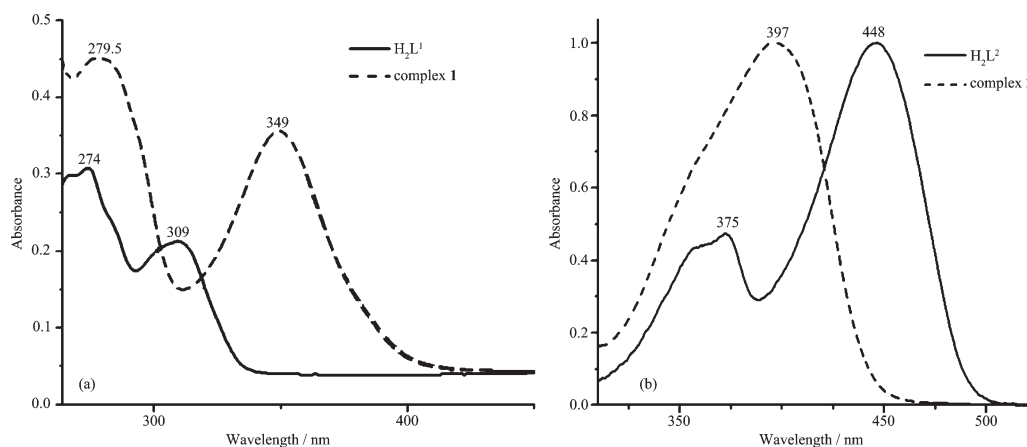 0.5
0.4
0.3
0.2
0.1
0.0
Absorbance
279.5
274
309
349
H₂L¹
complex 1
(a)
300
400
Wavelength / nm
1.0
0.8
0.6
0.4
0.2
0.0
Absorbance
397
448
375
H₂L²
complex
(b)
350
400
450
500
Wavelength / nm